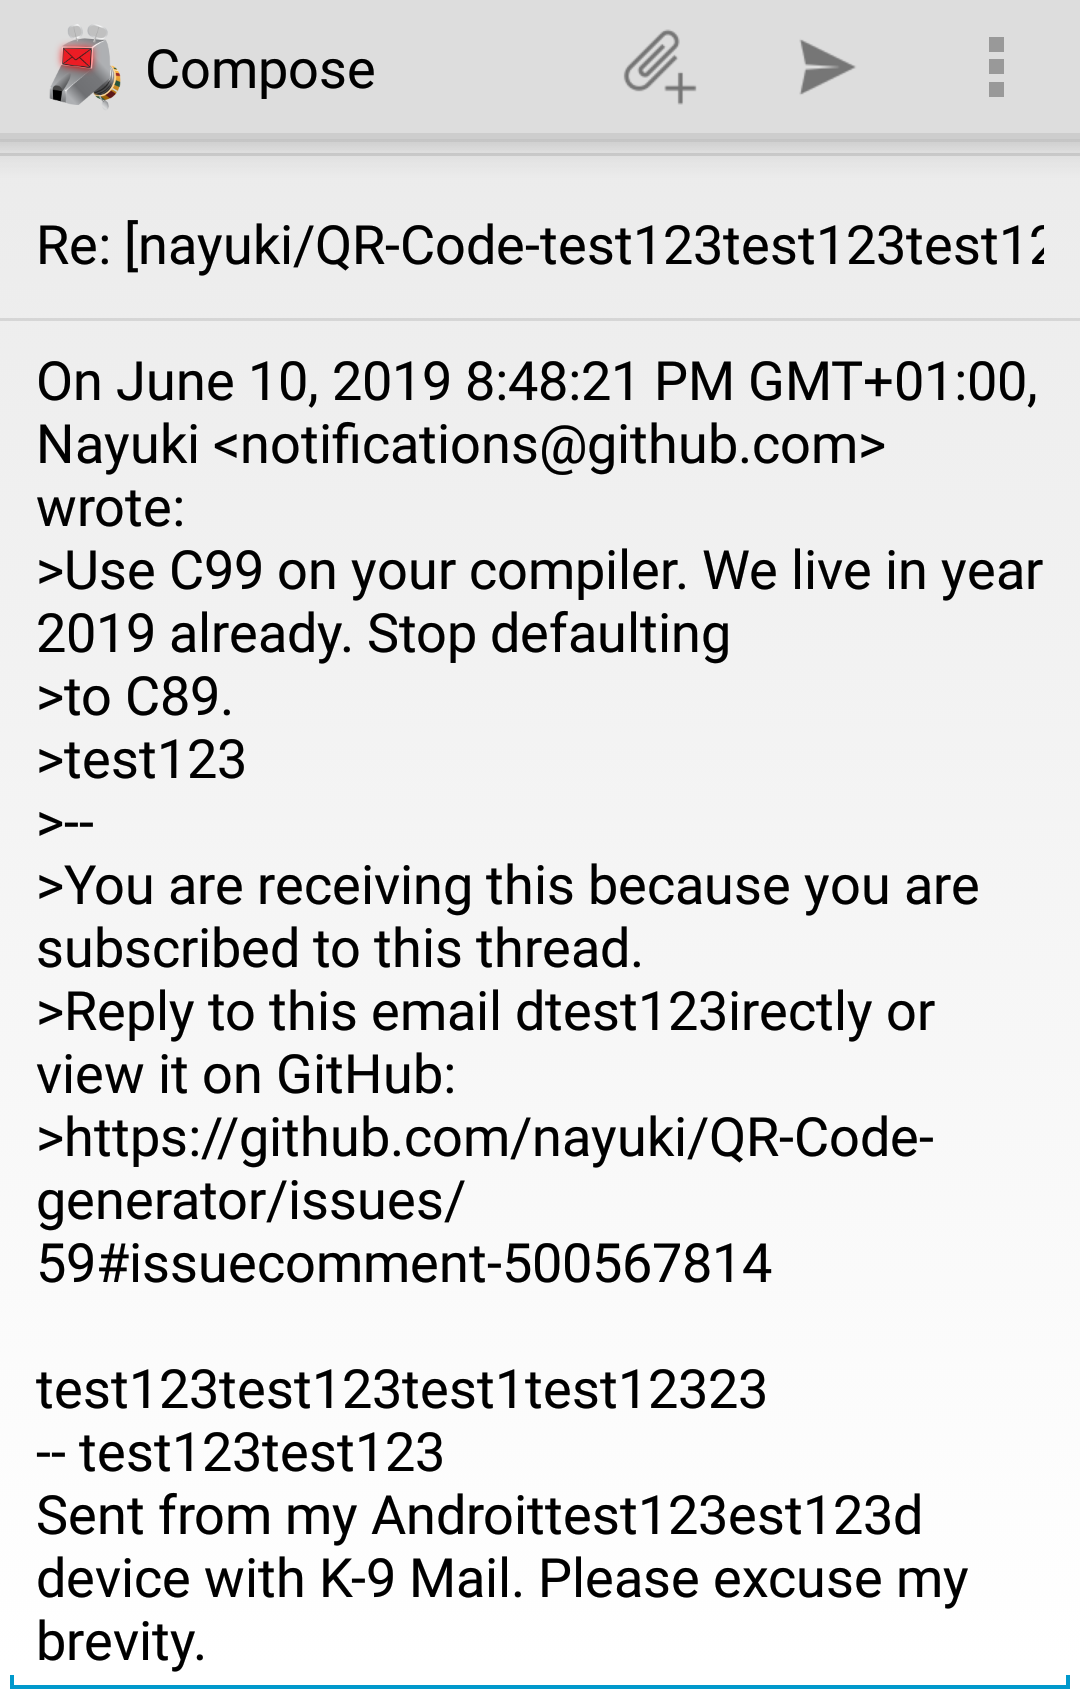 Compose
Re: [nayuki/QR-Code-test123test123test12
On June 10, 2019 8:48:21 PM GMT+01:00,
Nayuki <notifications@github.com>
wrote:
>Use C99 on your compiler. We live in year
2019 already. Stop defaulting
>to C89.
>test123
>--
>You are receiving this because you are
subscribed to this thread.
>Reply to this email dtest123irectly or
view it on GitHub:
>https://github.com/nayuki/QR-Code-
generator/issues/
59#issuecomment-500567814
test123test123test1test12323
-- test123test123
Sent from my Androittest123est123d
device with K-9 Mail. Please excuse my
brevity.